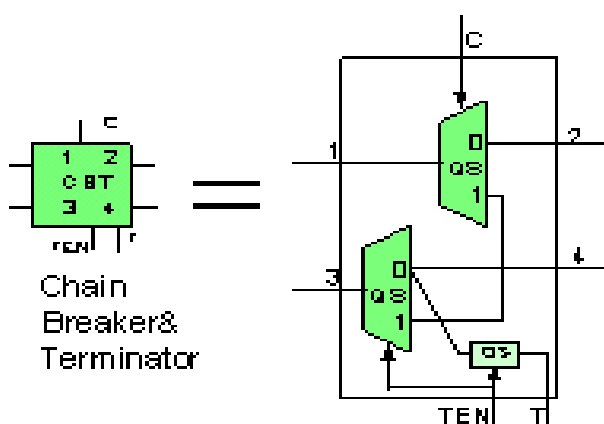 C
1 2
CBT
3 4
TEN T
Chain
Breaker&
Terminator
C
1
0
QS
1
2
3
0
QS
1
4
QS
TEN T